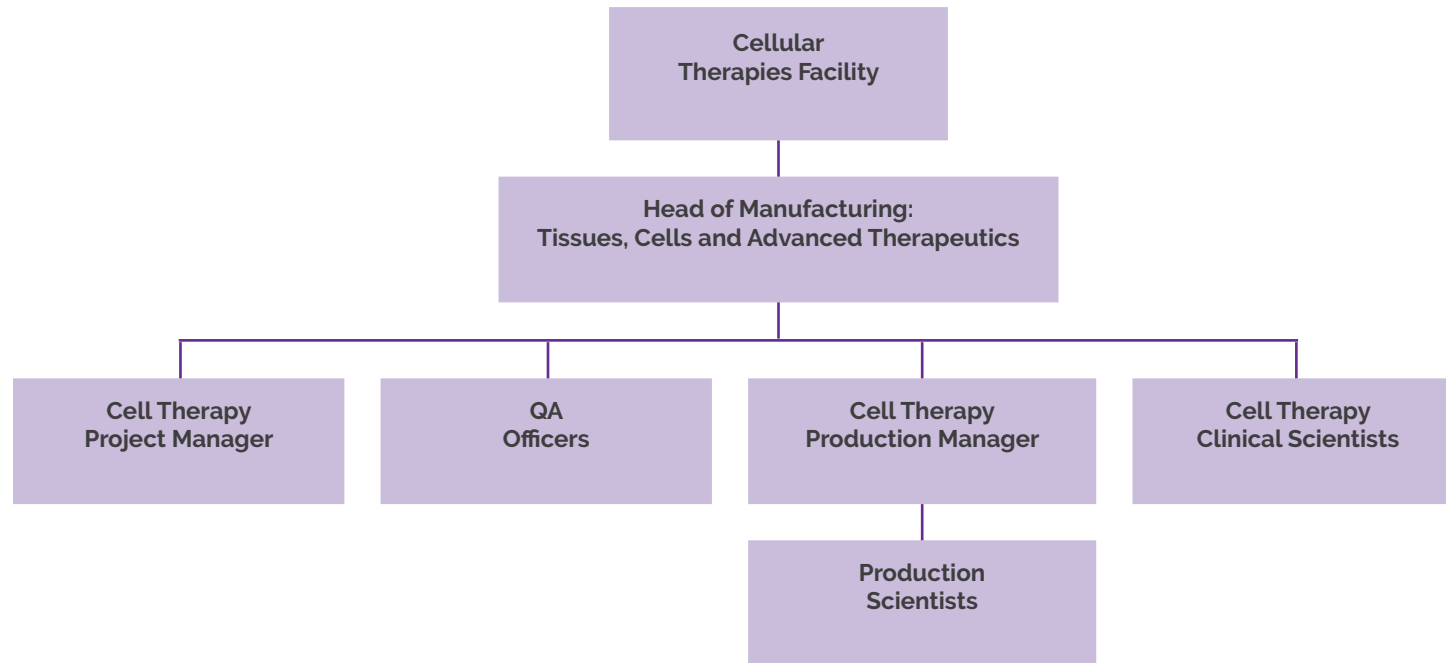 Cellular
Therapies Facility
Head of Manufacturing:
Tissues, Cells and Advanced Therapeutics
Cell Therapy
Project Manager
QA
Officers
Cell Therapy
Production Manager
Cell Therapy
Clinical Scientists
Production
Scientists